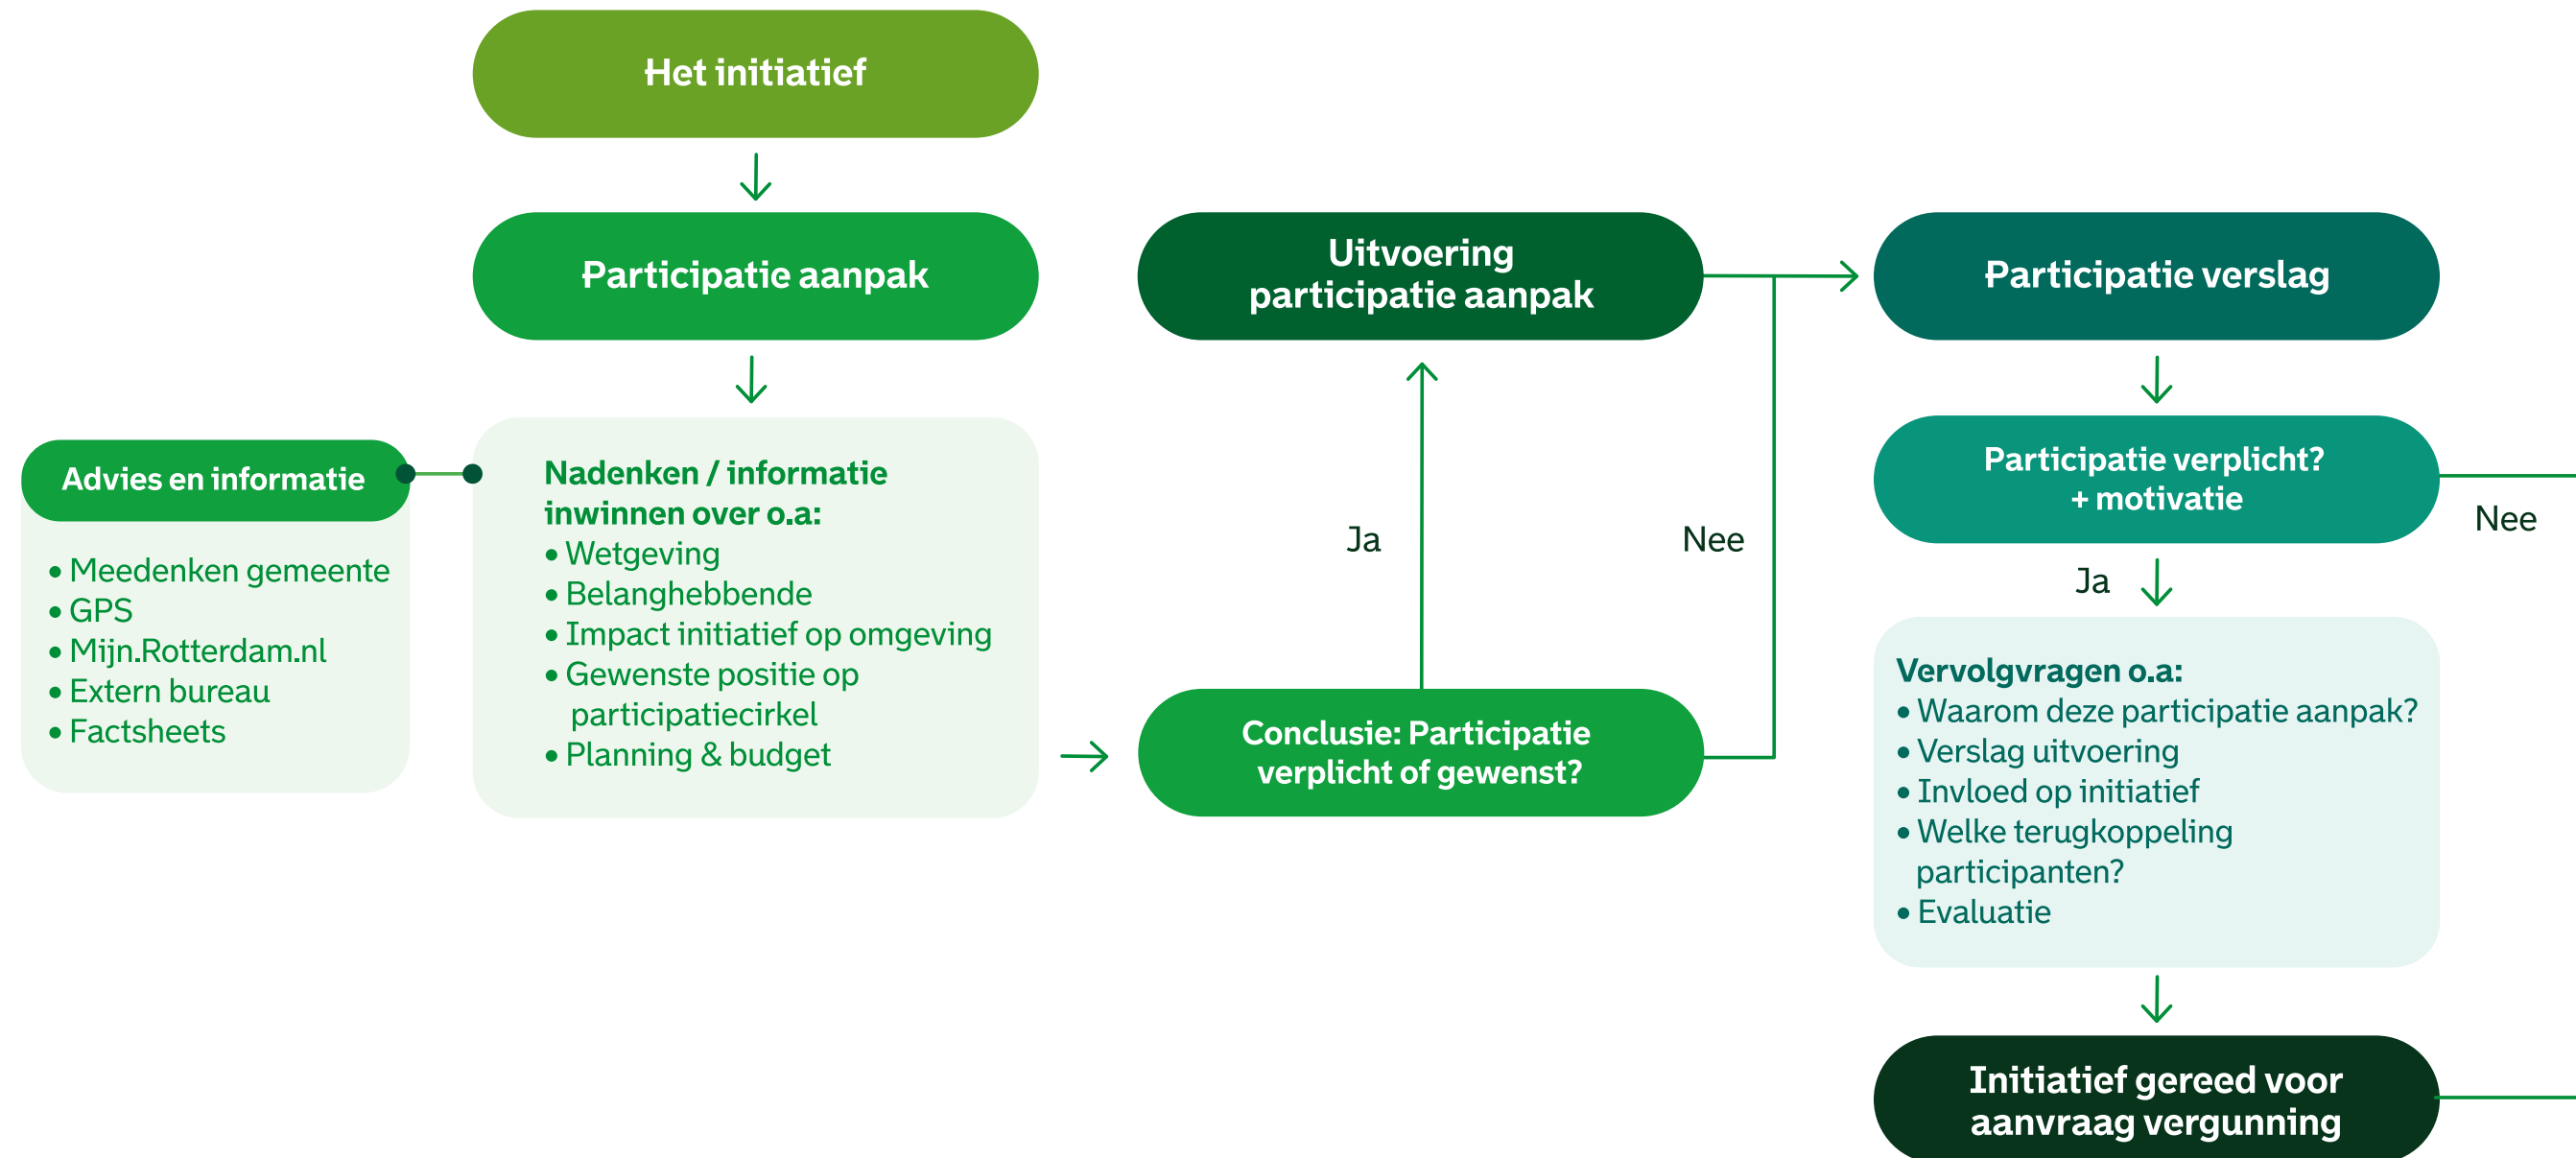 Het initiatief
Participatie aanpak
Advies en informatie
• Meedenken gemeente
• GPS
• Mijn.Rotterdam.nl
• Extern bureau
• Factsheets
Nadenken / informatie
inwinnen over o.a:
• Wetgeving
• Belanghebbende
• Impact initiatief op omgeving
• Gewenste positie op
participatiecirkel
• Planning & budget
Conclusie: Participatie
verplicht of gewenst?
Ja
Nee
Uitvoering
participatie aanpak
Participatie verslag
Participatie verplicht?
+ motivatie
Nee
Ja
Vervolgvragen o.a:
• Waarom deze participatie aanpak?
• Verslag uitvoering
• Invloed op initiatief
• Welke terugkoppeling
participanten?
• Evaluatie
Initiatief gereed voor
aanvraag vergunning